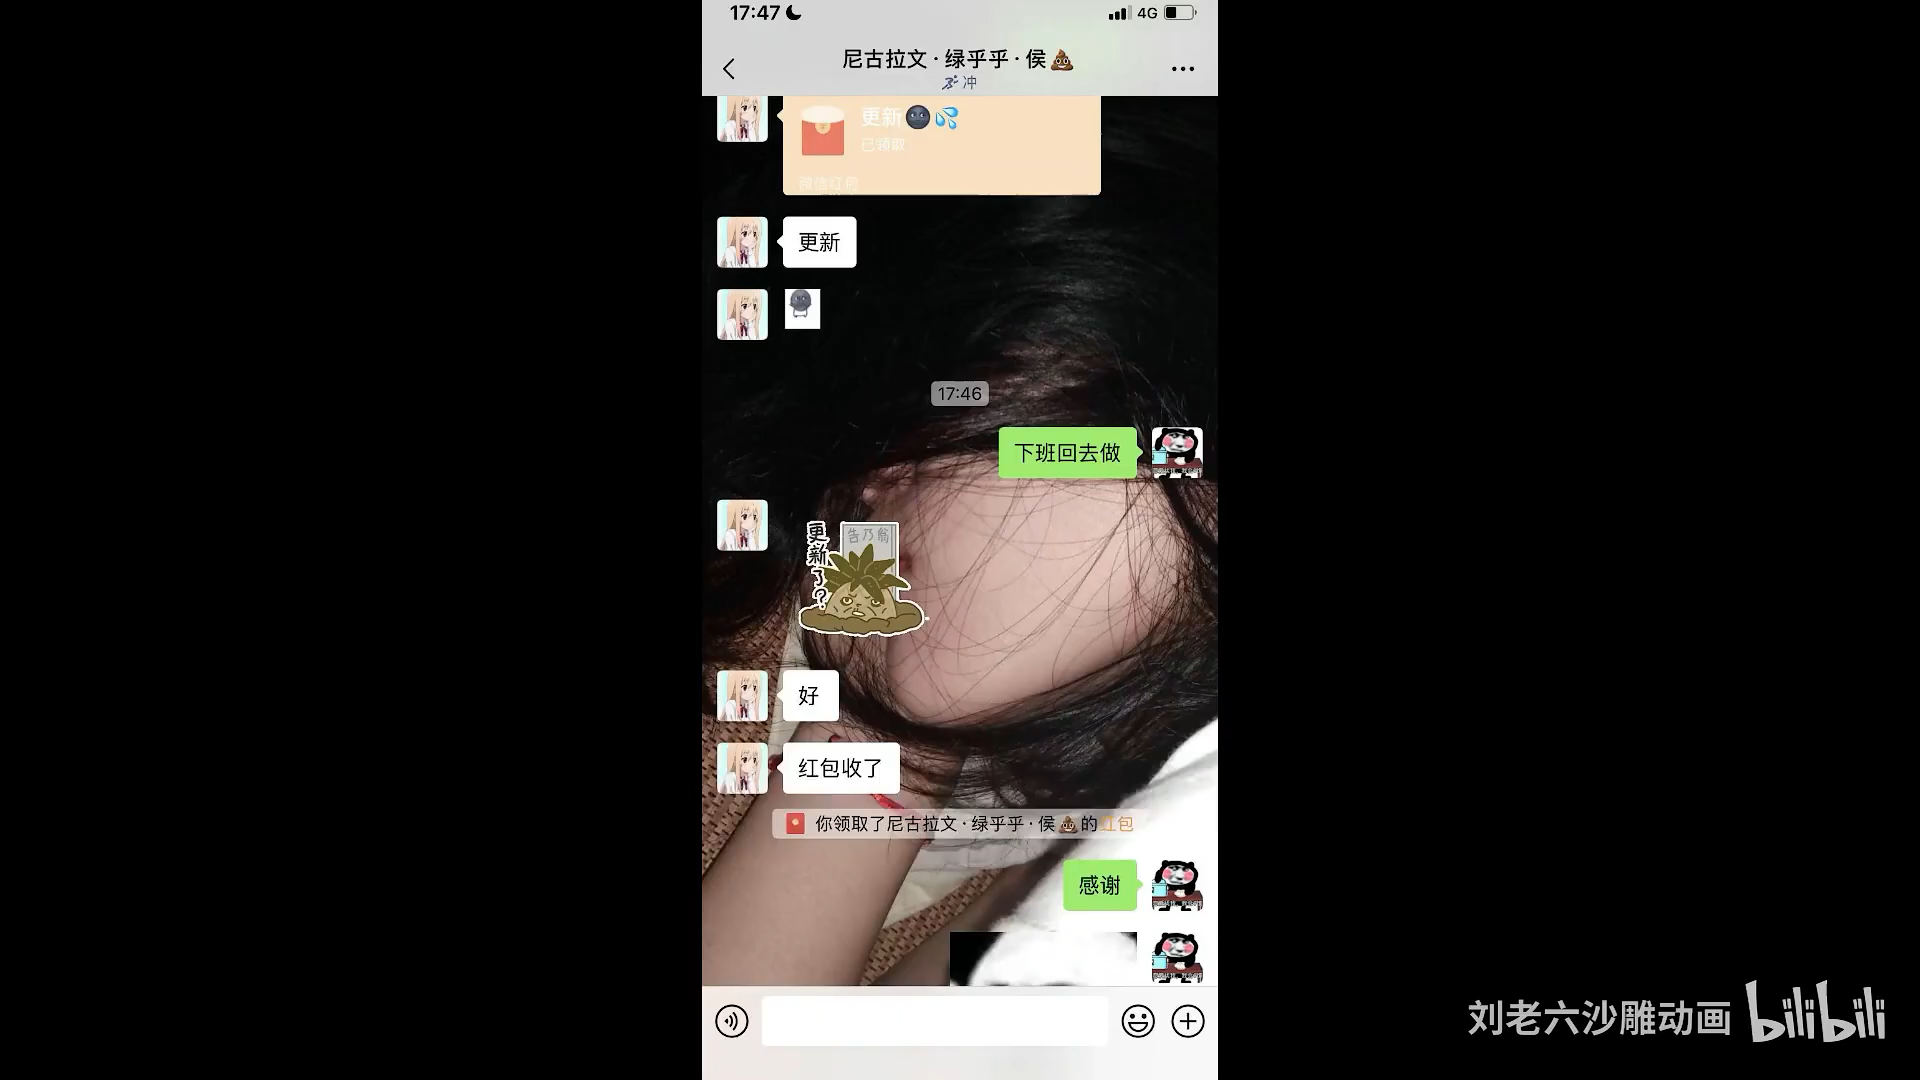 17:47
4G
尼古拉文 · 绿乎乎 · 侯💩
冲
更新🌚💦
已领取
微信红包
更新
17:46
下班回去做
更新了?
告乃翁
好
红包收了
你领取了尼古拉文 · 绿乎乎 · 侯💩的红包
感谢
刘老六沙雕动画 bilibili